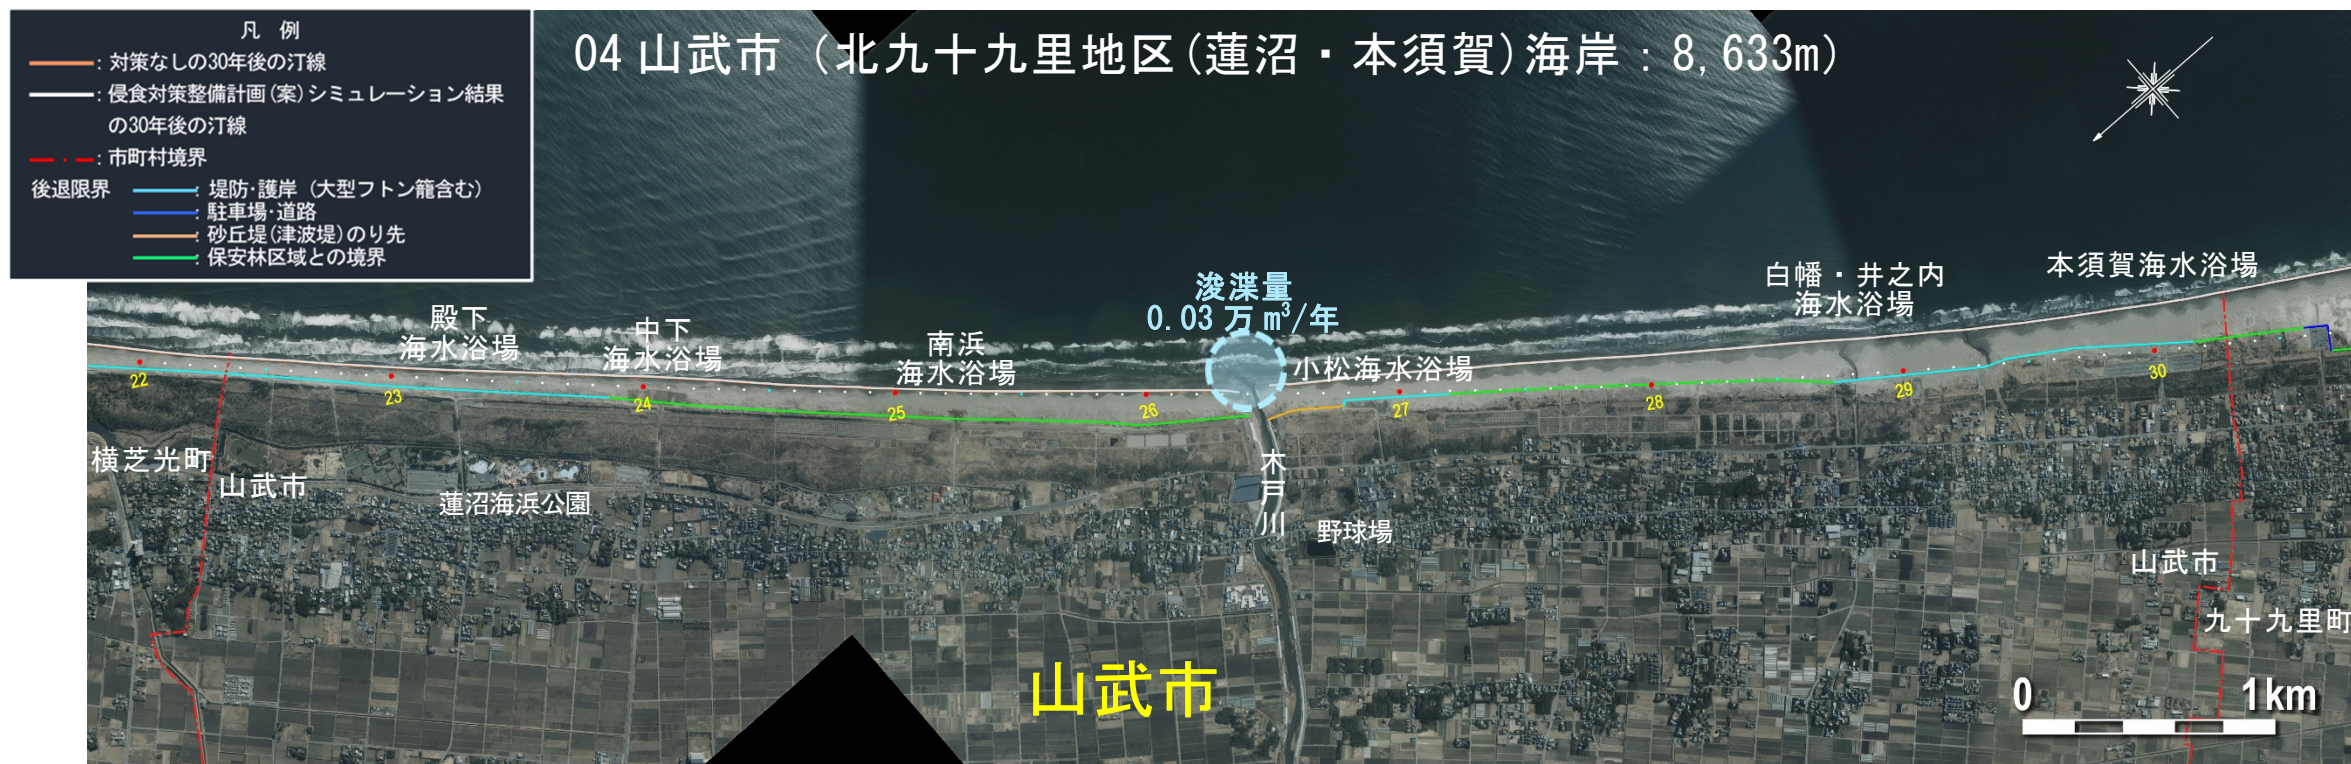 凡 例
: 対策なしの30年後の汀線
: 侵食対策整備計画(案)シミュレーション結果
の30年後の汀線
: 市町村境界
後退限界
: 堤防･護岸 (大型フトン籠含む)
: 駐車場･道路
: 砂丘堤(津波堤)のり先
: 保安林区域との境界
04 山武市 (北九十九里地区(蓮沼・本須賀)海岸：8,633m)
浚渫量
0.03 万 m³/年
殿下
海水浴場
中下
海水浴場
南浜
海水浴場
小松海水浴場
白幡・井之内
海水浴場
本須賀海水浴場
22
23
24
25
26
27
28
29
30
横芝光町
山武市
蓮沼海浜公園
木戸川
野球場
山武市
九十九里町
山武市
0 1km